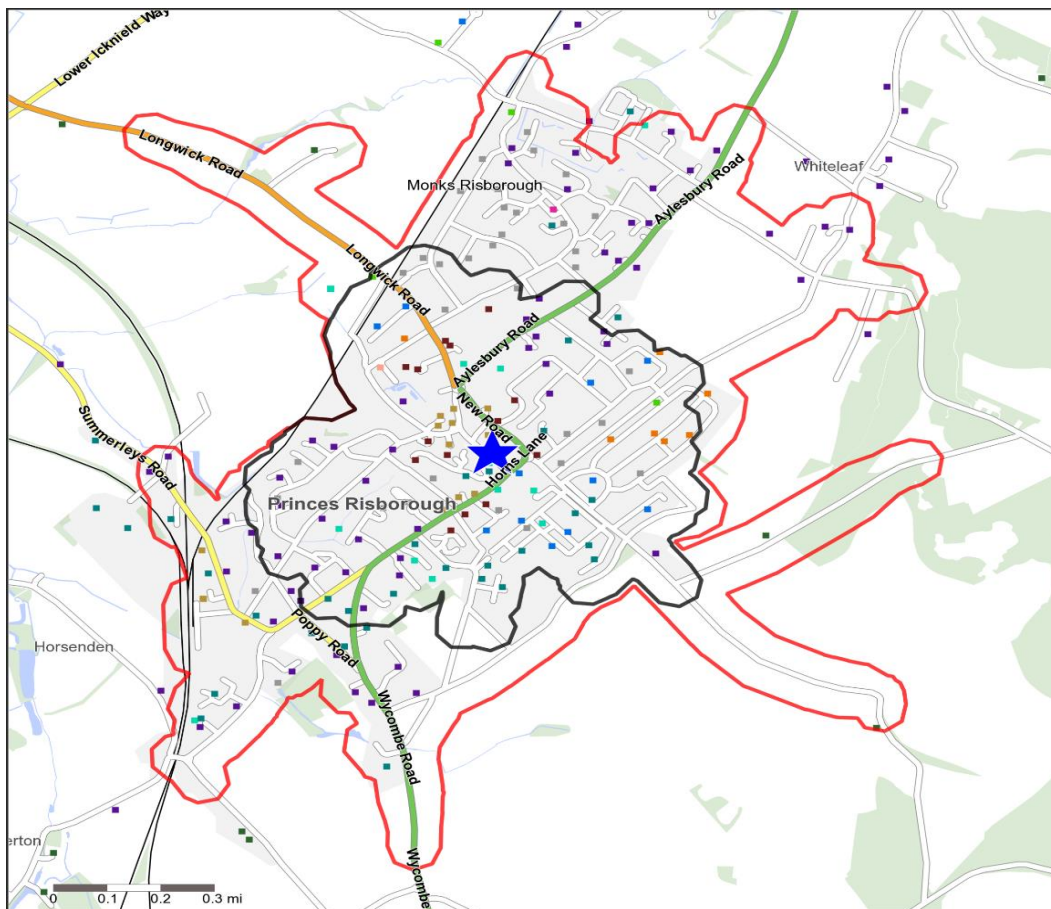 Lower Icknield Way
Longwick Road
Whiteleaf
Monks Risborough
Aylesbury Road
Longwick Road
Aylesbury Road
New Road
Summerleys Road
Horns Lane
Princes Risborough
Poppy Road
Horsenden
Wycombe Road
erton
Wycombe
0 0.1 0.2 0.3 mi